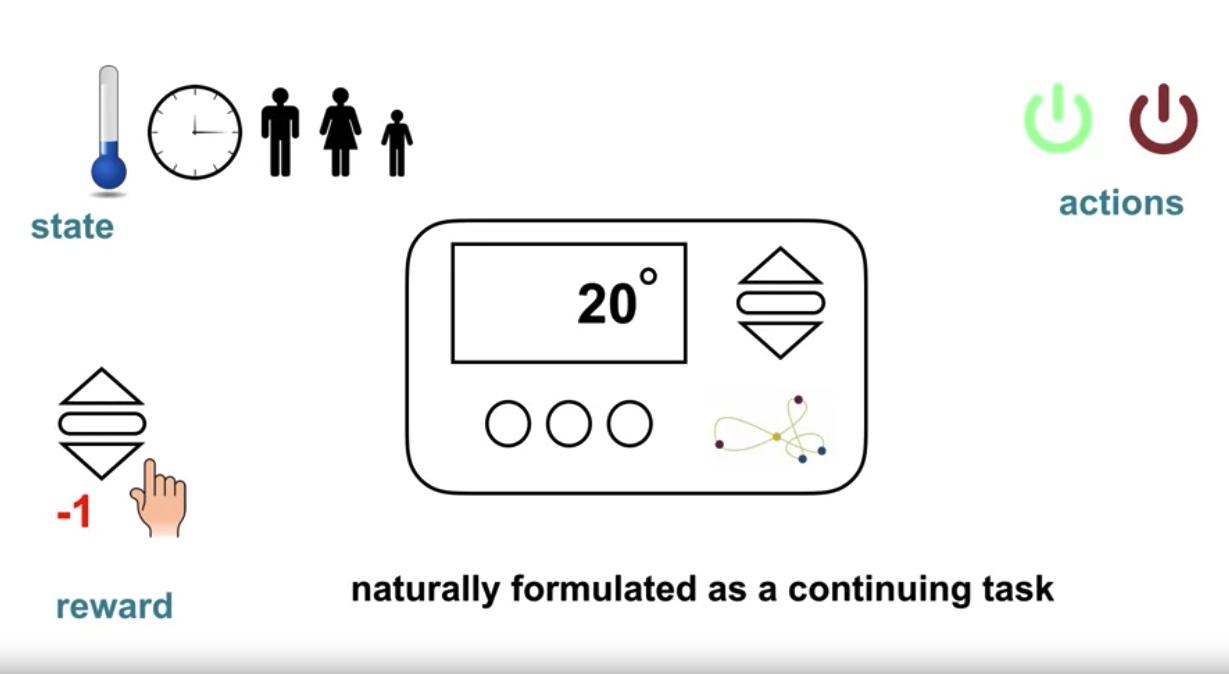 state
actions
20°
-1
reward
naturally formulated as a continuing task